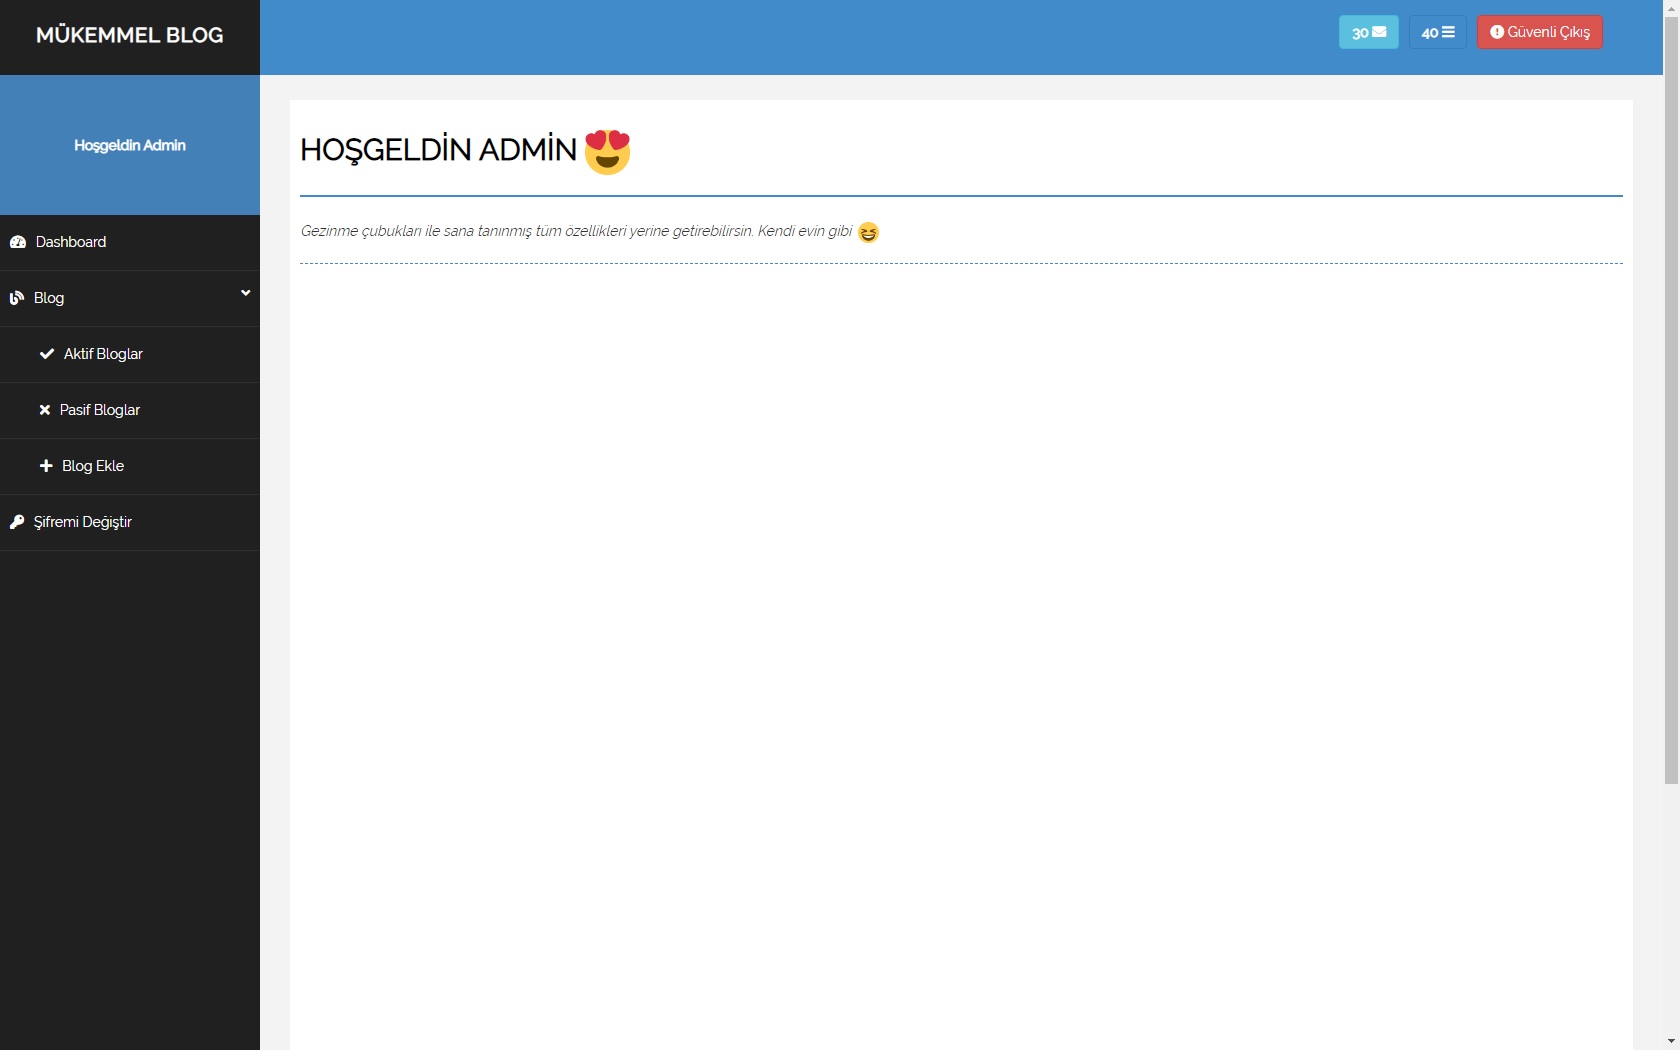 MÜKEMMEL BLOG
30
40
Güvenli Çıkış
Hoşgeldin Admin
HOŞGELDİN ADMİN
Gezinme çubukları ile sana tanınmış tüm özellikleri yerine getirebilirsin. Kendi evin gibi
Dashboard
Blog
Aktif Bloglar
Pasif Bloglar
Blog Ekle
Şifremi Değiştir